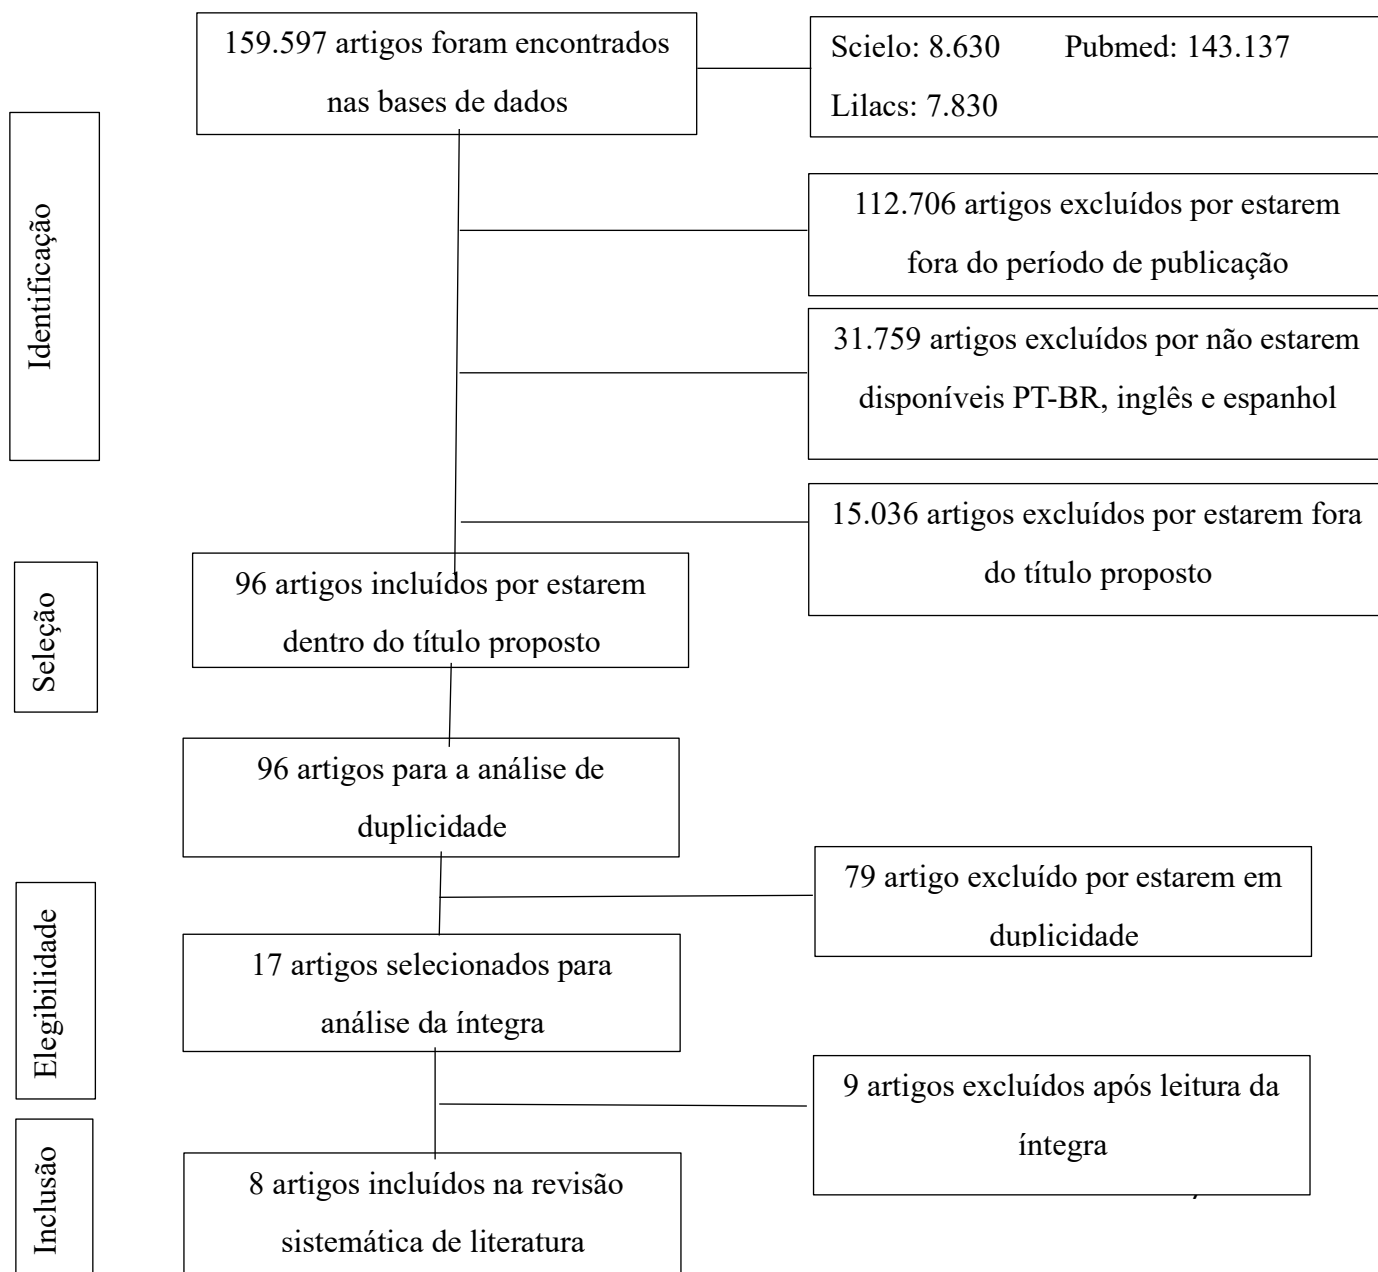 159.597 artigos foram encontrados
nas bases de dados
Scielo: 8.630 Pubmed: 143.137
Lilacs: 7.830
Identificação
112.706 artigos excluídos por estarem
fora do período de publicação
31.759 artigos excluídos por não estarem
disponíveis PT-BR, inglês e espanhol
15.036 artigos excluídos por estarem fora
do título proposto
Seleção
96 artigos incluídos por estarem
dentro do título proposto
96 artigos para a análise de
duplicidade
79 artigo excluído por estarem em
duplicidade
Elegibilidade
17 artigos selecionados para
análise da íntegra
9 artigos excluídos após leitura da
íntegra
Inclusão
8 artigos incluídos na revisão
sistemática de literatura